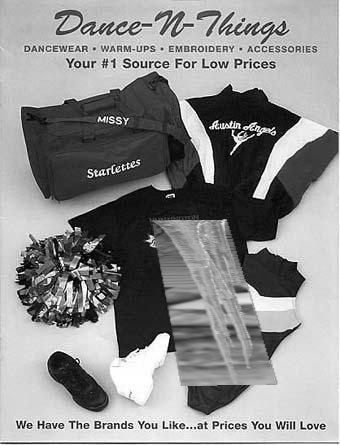 Dance-N-Things
DANCEWEAR • WARM-UPS • EMBROIDERY • ACCESSORIES
Your #1 Source For Low Prices
MISSY
Starlettes
Austin Angels
We Have The Brands You Like...at Prices You Will Love